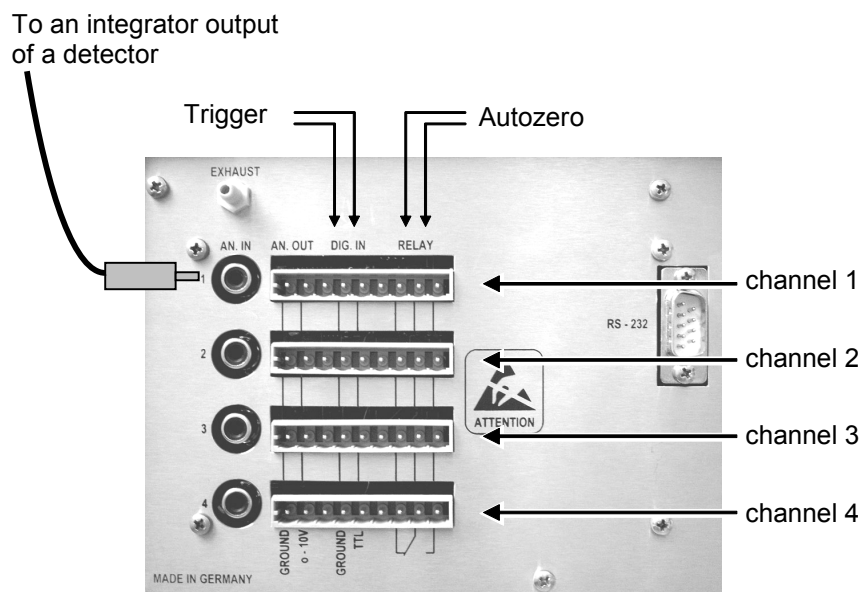 To an integrator output
of a detector
Trigger
Autozero
EXHAUST
AN. IN
AN. OUT
DIG. IN
RELAY
1
channel 1
RS - 232
2
channel 2
ATTENTION
3
channel 3
4
channel 4
GROUND
o - 10V
GROUND
TTL
MADE IN GERMANY